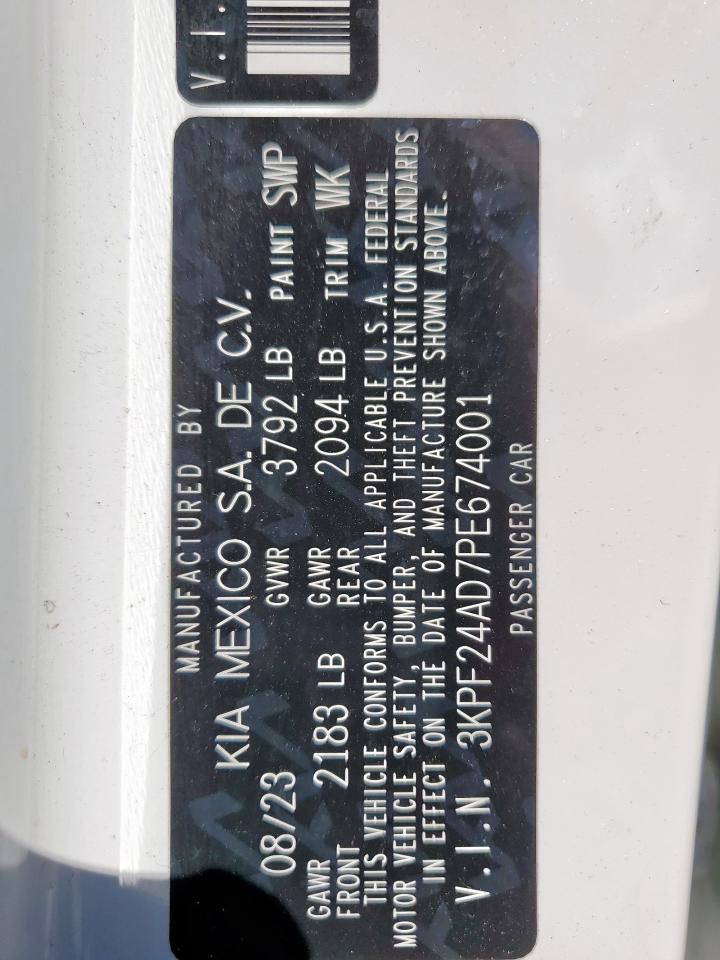 V.I.
MANUFACTURED BY
KIA MEXICO S.A. DE C.V.
08/23 GVWR 3792 LB PAINT SWP
GAWR FRONT 2183 LB GAWR REAR 2094 LB TRIM WK
THIS VEHICLE CONFORMS TO ALL APPLICABLE U.S.A. FEDERAL
MOTOR VEHICLE SAFETY, BUMPER, AND THEFT PREVENTION STANDARDS
IN EFFECT ON THE DATE OF MANUFACTURE SHOWN ABOVE.
V.I.N. 3KPF24AD7PE674001
PASSENGER CAR